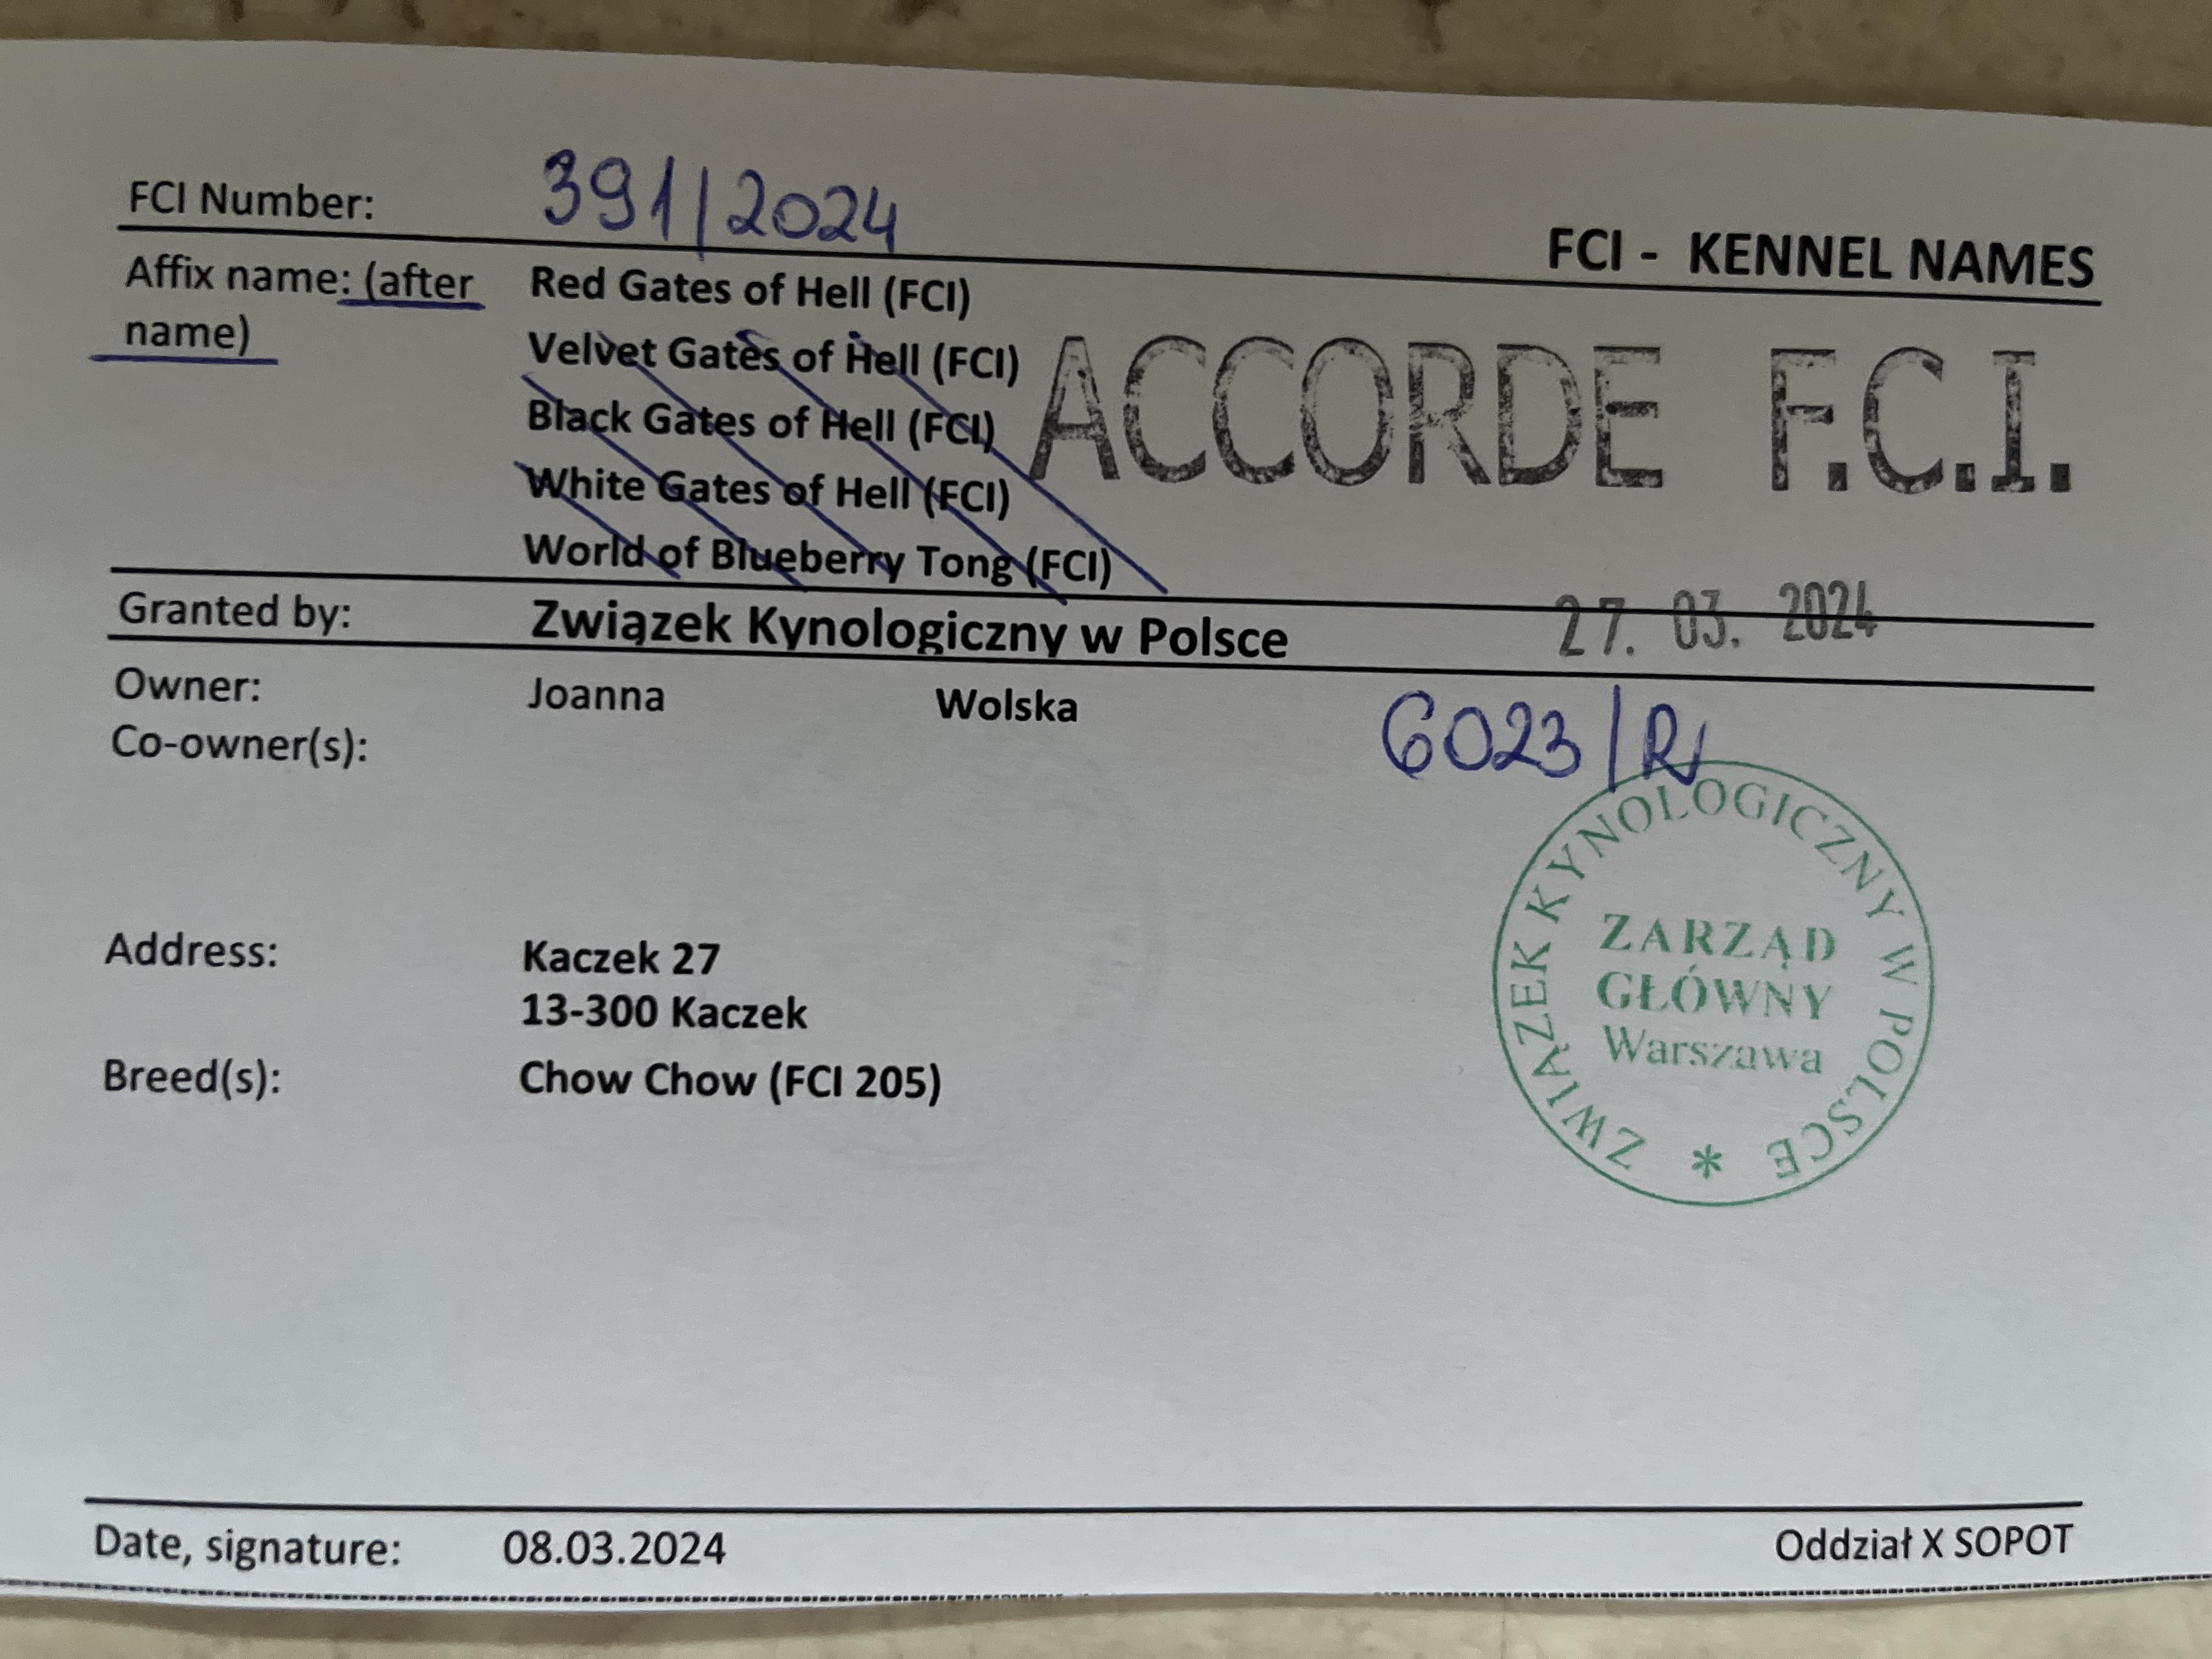 FCI Number: 391/2024
FCI - KENNEL NAMES
Affix name: (after name)
Red Gates of Hell (FCI)
Velvet Gates of Hell (FCI)
Black Gates of Hell (FCI)
White Gates of Hell (FCI)
World of Blueberry Tong (FCI)
ACCORDE F.C.I.
Granted by: Związek Kynologiczny w Polsce
27. 03. 2024
Owner: Joanna Wolska
6023/R
Co-owner(s):
ZWIĄZEK KYNOLOGICZNY W POLSCE *
ZARZĄD
GŁÓWNY
Warszawa
Address: Kaczek 27
13-300 Kaczek
Breed(s): Chow Chow (FCI 205)
Date, signature: 08.03.2024
Oddział X SOPOT